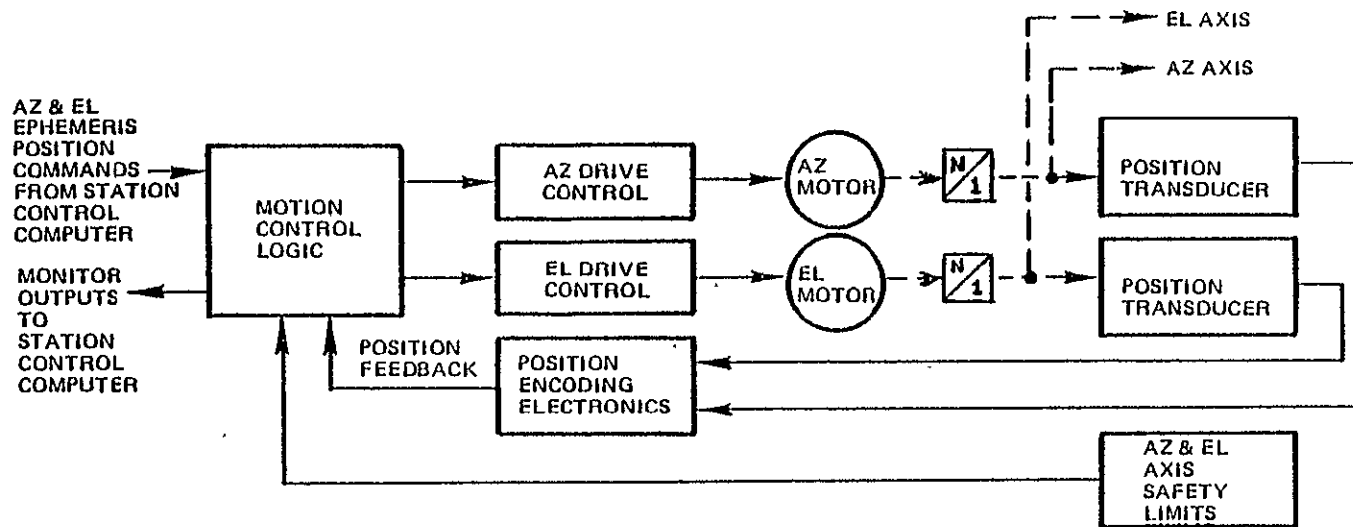 EL AXIS
AZ AXIS
AZ & EL
EPHEMERIS
POSITION
COMMANDS
FROM STATION
CONTROL
COMPUTER
MONITOR
OUTPUTS
TO
STATION
CONTROL
COMPUTER
MOTION
CONTROL
LOGIC
AZ DRIVE
CONTROL
AZ
MOTOR
N
1
POSITION
TRANSDUCER
EL DRIVE
CONTROL
EL
MOTOR
N
1
POSITION
TRANSDUCER
POSITION
FEEDBACK
POSITION
ENCODING
ELECTRONICS
AZ & EL
AXIS
SAFETY
LIMITS